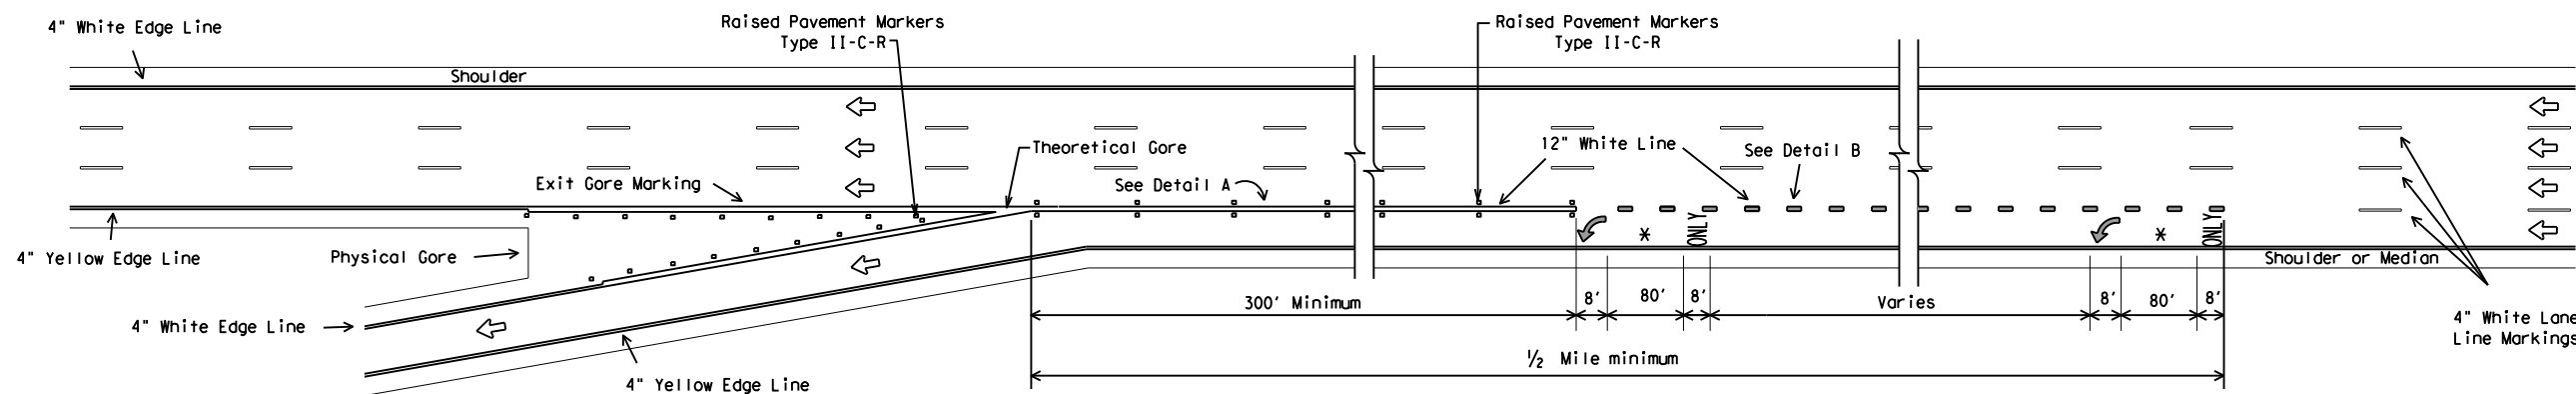 4" White Edge Line
Raised Pavement Markers
Type II-C-R
Raised Pavement Markers
Type II-C-R
Shoulder
Theoretical Gore
12" White Line
See Detail B
Exit Gore Marking
See Detail A
ONLY
ONLY
4" Yellow Edge Line
Physical Gore
Shoulder or Median
300' Minimum
8'
80'
8'
Varies
8'
80'
8'
4" White Edge Line
4" White Lane
Line Markings
½ Mile minimum
4" Yellow Edge Line